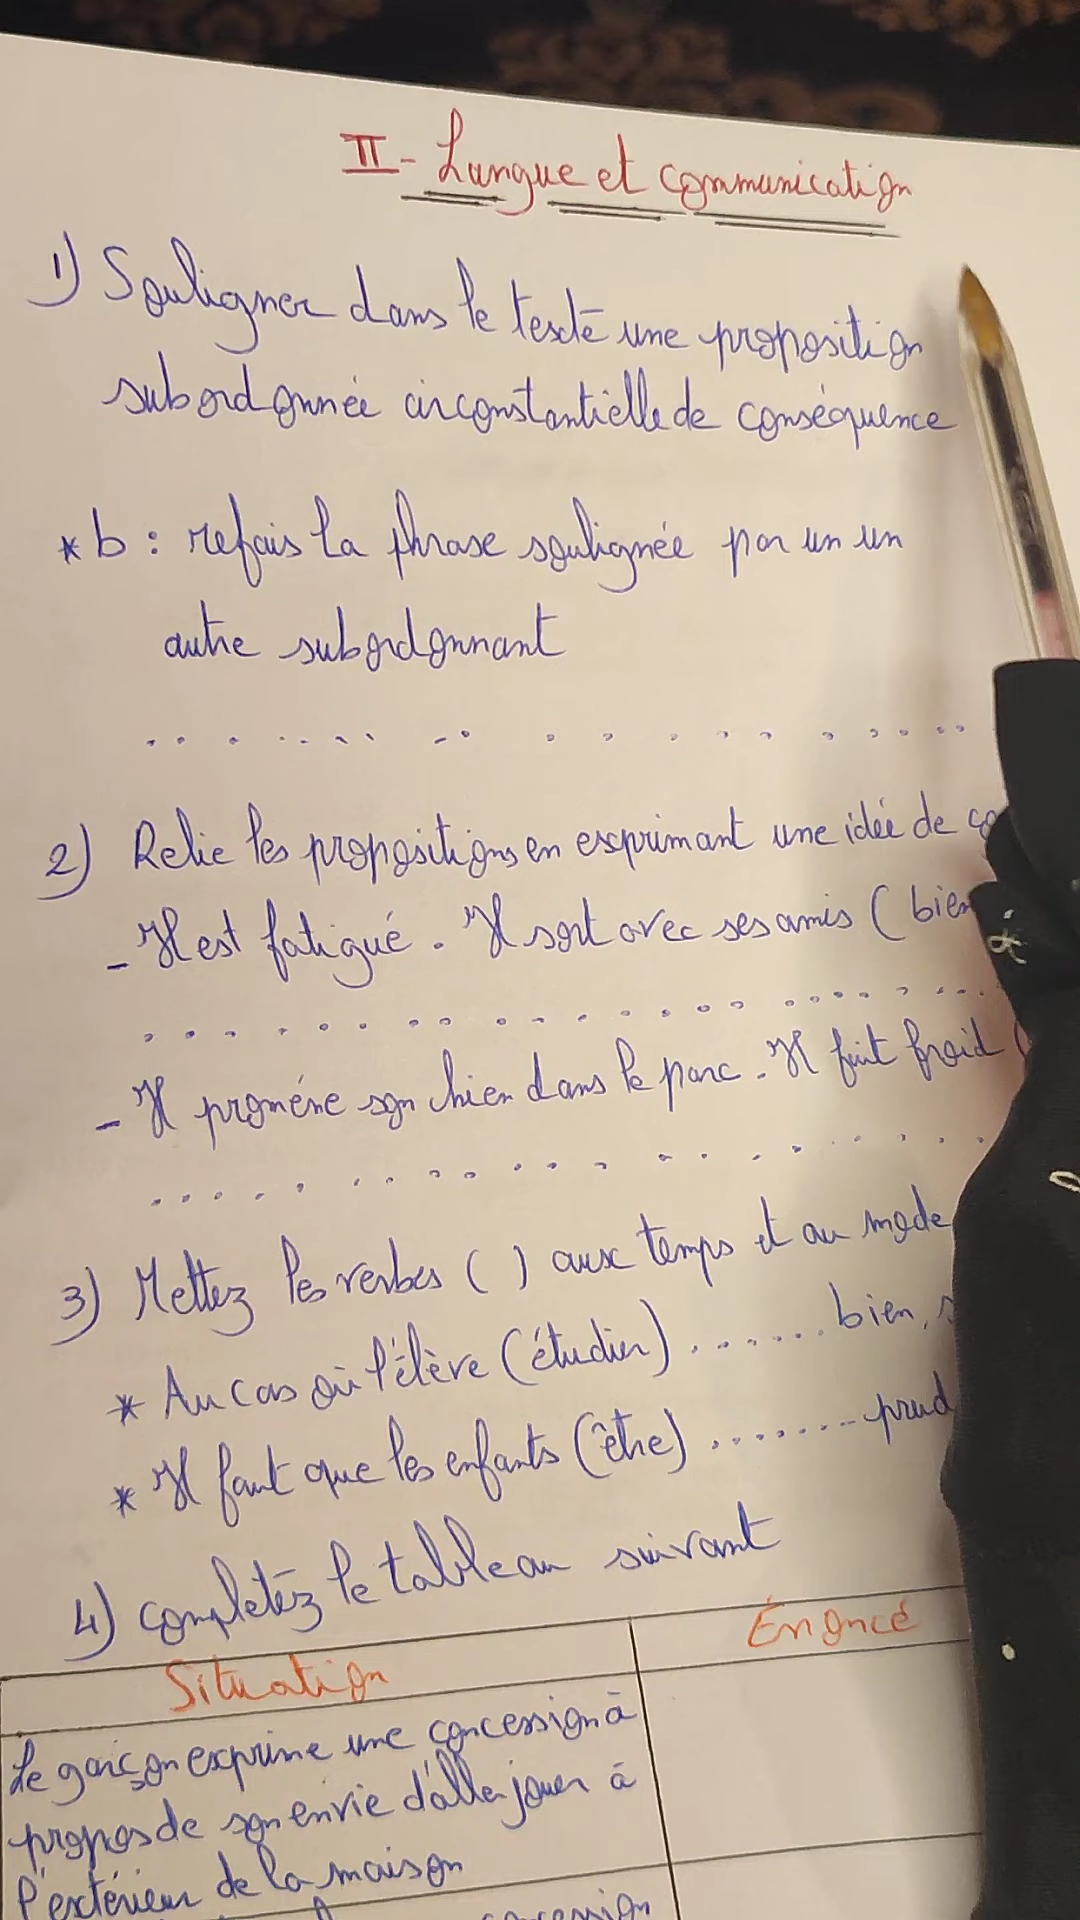 II - Langue et communication
1) Souligner dans le texte une proposition
subordonnée circonstantielle de conséquence
* b : refais la phrase soulignée par un un
autre subordonnant
2) Relie les propositions en exprimant une idée de
- Il est fatigué . Il sort avec ses amis ( bien
- Il promène son chien dans le parc . Il fait froid (
3) Mettez les verbes ( ) aux temps et au mode
* Au cas où l'élève (étudier) ....... bien,
* Il faut que les enfants (être) ........ prud
4) completéz le tableau suivant
Situation
Énoncé
Le garçon exprime une concession à
propos de son envie d'aller jouer à
l'extérieur de la maison
concession